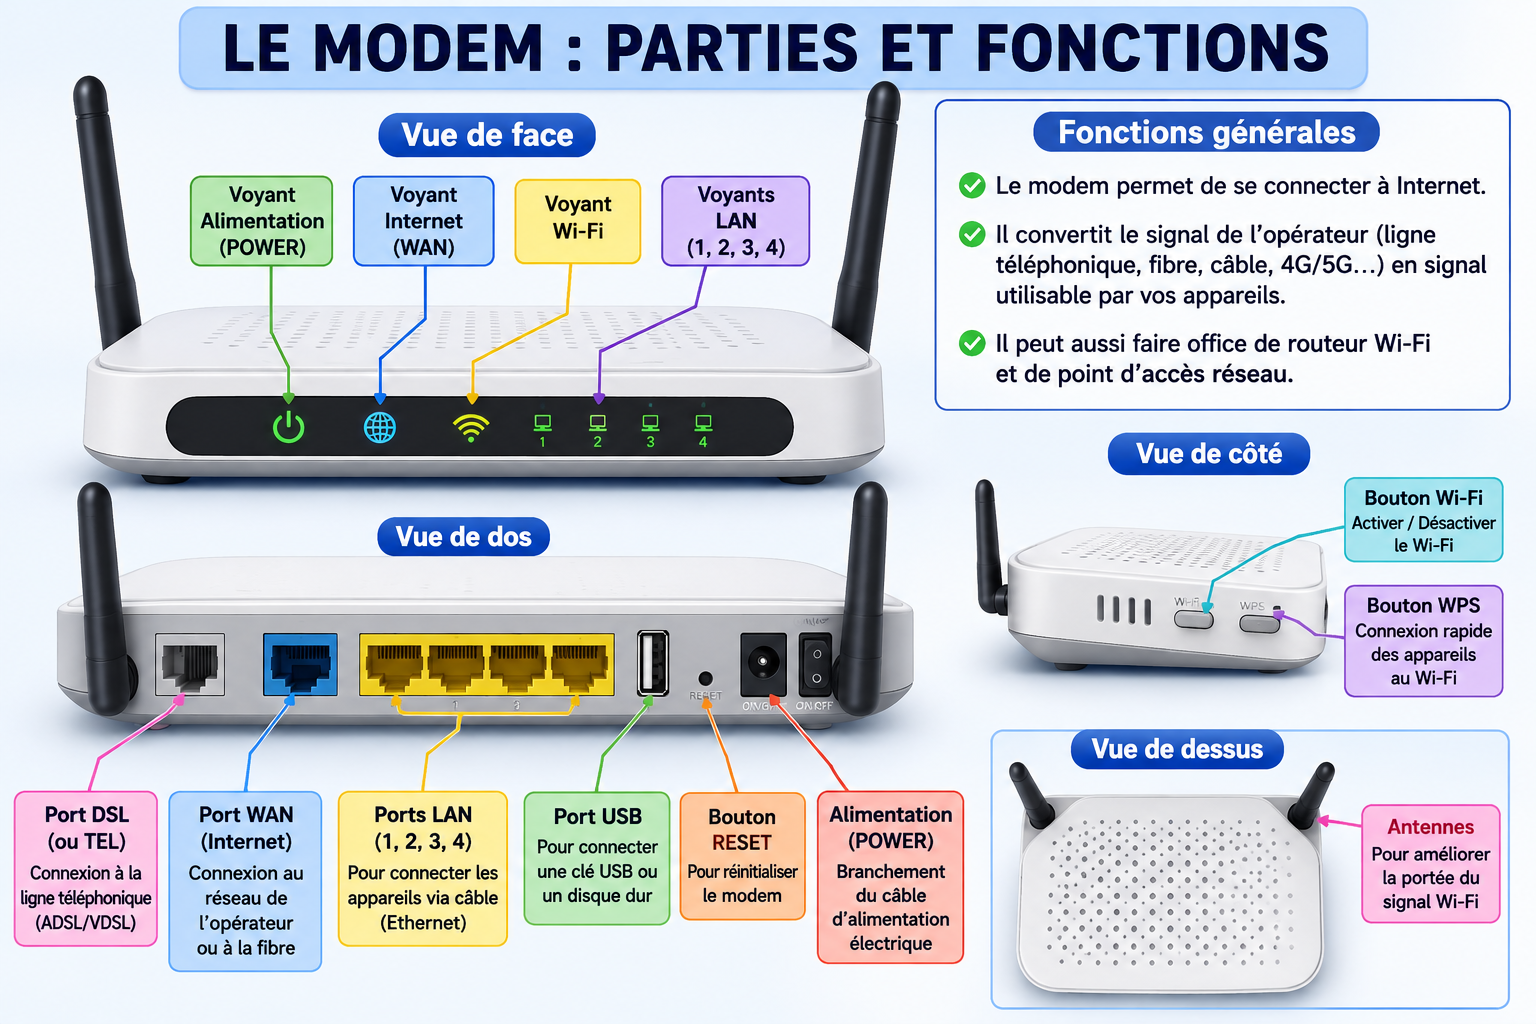 LE MODEM : PARTIES ET FONCTIONS
Vue de face
Voyant
Alimentation
(POWER)
Voyant
Internet
(WAN)
Voyant
Wi-Fi
Voyants
LAN
(1, 2, 3, 4)
1
2
3
4
Fonctions générales
Le modem permet de se connecter à Internet.
Il convertit le signal de l'opérateur (ligne
téléphonique, fibre, câble, 4G/5G...) en signal
utilisable par vos appareils.
Il peut aussi faire office de routeur Wi-Fi
et de point d'accès réseau.
Vue de dos
RESET
ON OFF
Port DSL
(ou TEL)
Connexion à la
ligne téléphonique
(ADSL/VDSL)
Port WAN
(Internet)
Connexion au
réseau de
l'opérateur
ou à la fibre
Ports LAN
(1, 2, 3, 4)
Pour connecter les
appareils via câble
(Ethernet)
Port USB
Pour connecter
une clé USB ou
un disque dur
Bouton
RESET
Pour réinitialiser
le modem
Alimentation
(POWER)
Branchement
du câble
d'alimentation
électrique
Vue de côté
Wi-Fi
WPS
Bouton Wi-Fi
Activer / Désactiver
le Wi-Fi
Bouton WPS
Connexion rapide
des appareils
au Wi-Fi
Vue de dessus
Antennes
Pour améliorer
la portée du
signal Wi-Fi